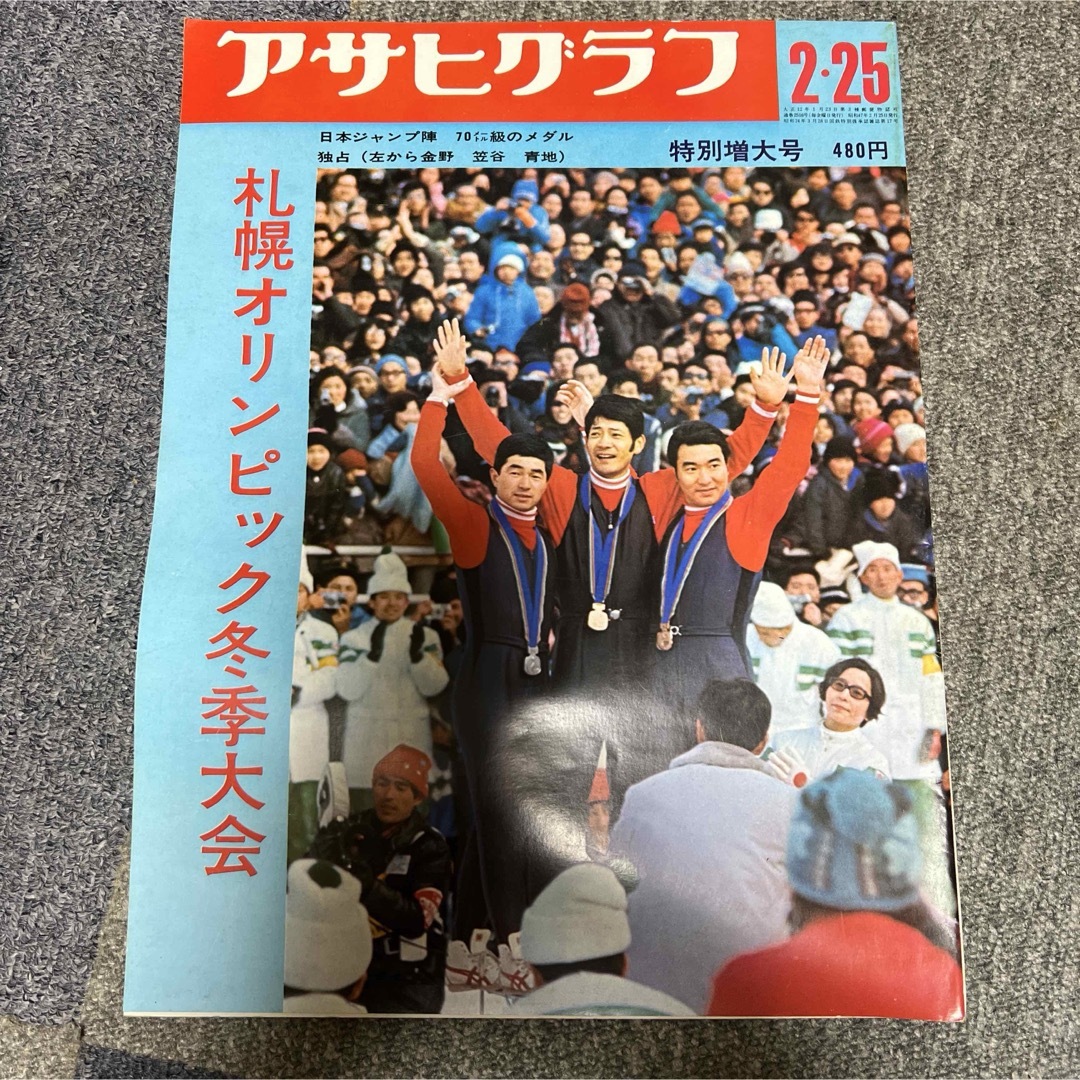 アサヒグラフ
2・25
日本ジャンプ陣 70メートル級のメダル
独占（左から金野 笠谷 青地）
特別増大号 480円
札幌オリンピック冬季大会